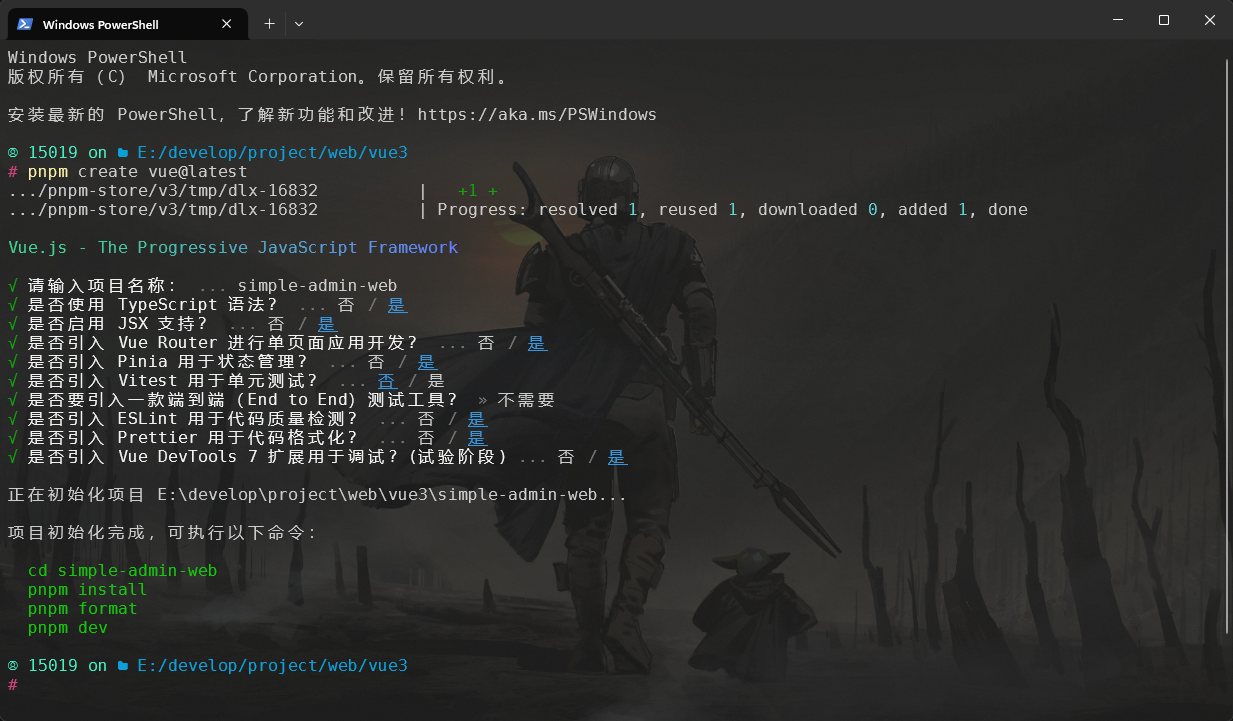 Windows PowerShell
Windows PowerShell
版权所有 (C) Microsoft Corporation。保留所有权利。
安装最新的 PowerShell，了解新功能和改进！https://aka.ms/PSWindows
@ 15019 on E:/develop/project/web/vue3
# pnpm create vue@latest
.../pnpm-store/v3/tmp/dlx-16832 | +1 +
.../pnpm-store/v3/tmp/dlx-16832 | Progress: resolved 1, reused 1, downloaded 0, added 1, done
Vue.js - The Progressive JavaScript Framework
√ 请输入项目名称： ... simple-admin-web
√ 是否使用 TypeScript 语法？ ... 否 / 是
√ 是否启用 JSX 支持？ ... 否 / 是
√ 是否引入 Vue Router 进行单页面应用开发？ ... 否 / 是
√ 是否引入 Pinia 用于状态管理？ ... 否 / 是
√ 是否引入 Vitest 用于单元测试？ ... 否 / 是
√ 是否要引入一款端到端（End to End）测试工具？ » 不需要
√ 是否引入 ESLint 用于代码质量检测？ ... 否 / 是
√ 是否引入 Prettier 用于代码格式化？ ... 否 / 是
√ 是否引入 Vue DevTools 7 扩展用于调试？(试验阶段) ... 否 / 是
正在初始化项目 E:\develop\project\web\vue3\simple-admin-web...
项目初始化完成，可执行以下命令：
cd simple-admin-web
pnpm install
pnpm format
pnpm dev
@ 15019 on E:/develop/project/web/vue3
#